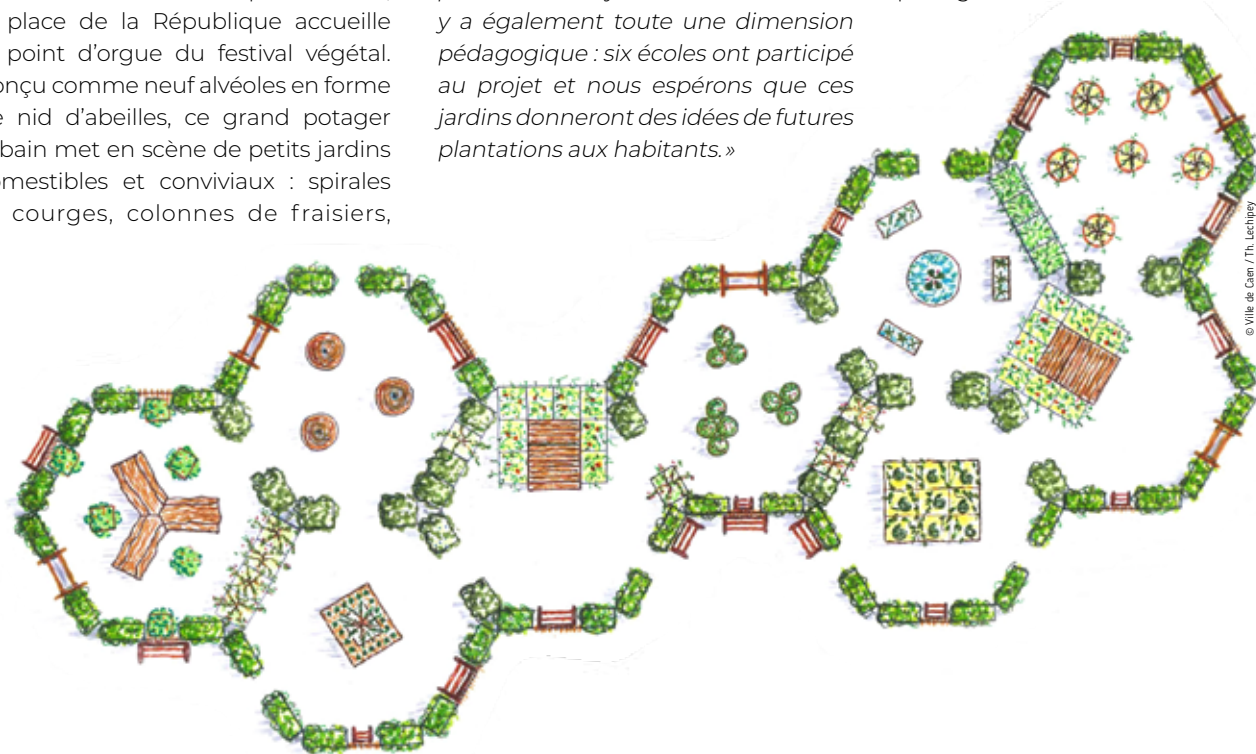 place de la République accueille
point d’orgue du festival végétal.
onçu comme neuf alvéoles en forme
nid d’abeilles, ce grand potager
bain met en scène de petits jardins
omestibles et conviviaux : spirales
courges, colonnes de fraisiers,
y a également toute une dimension
pédagogique : six écoles ont participé
au projet et nous espérons que ces
jardins donneront des idées de futures
plantations aux habitants. »
© Ville de Caen / Th. Lechipey